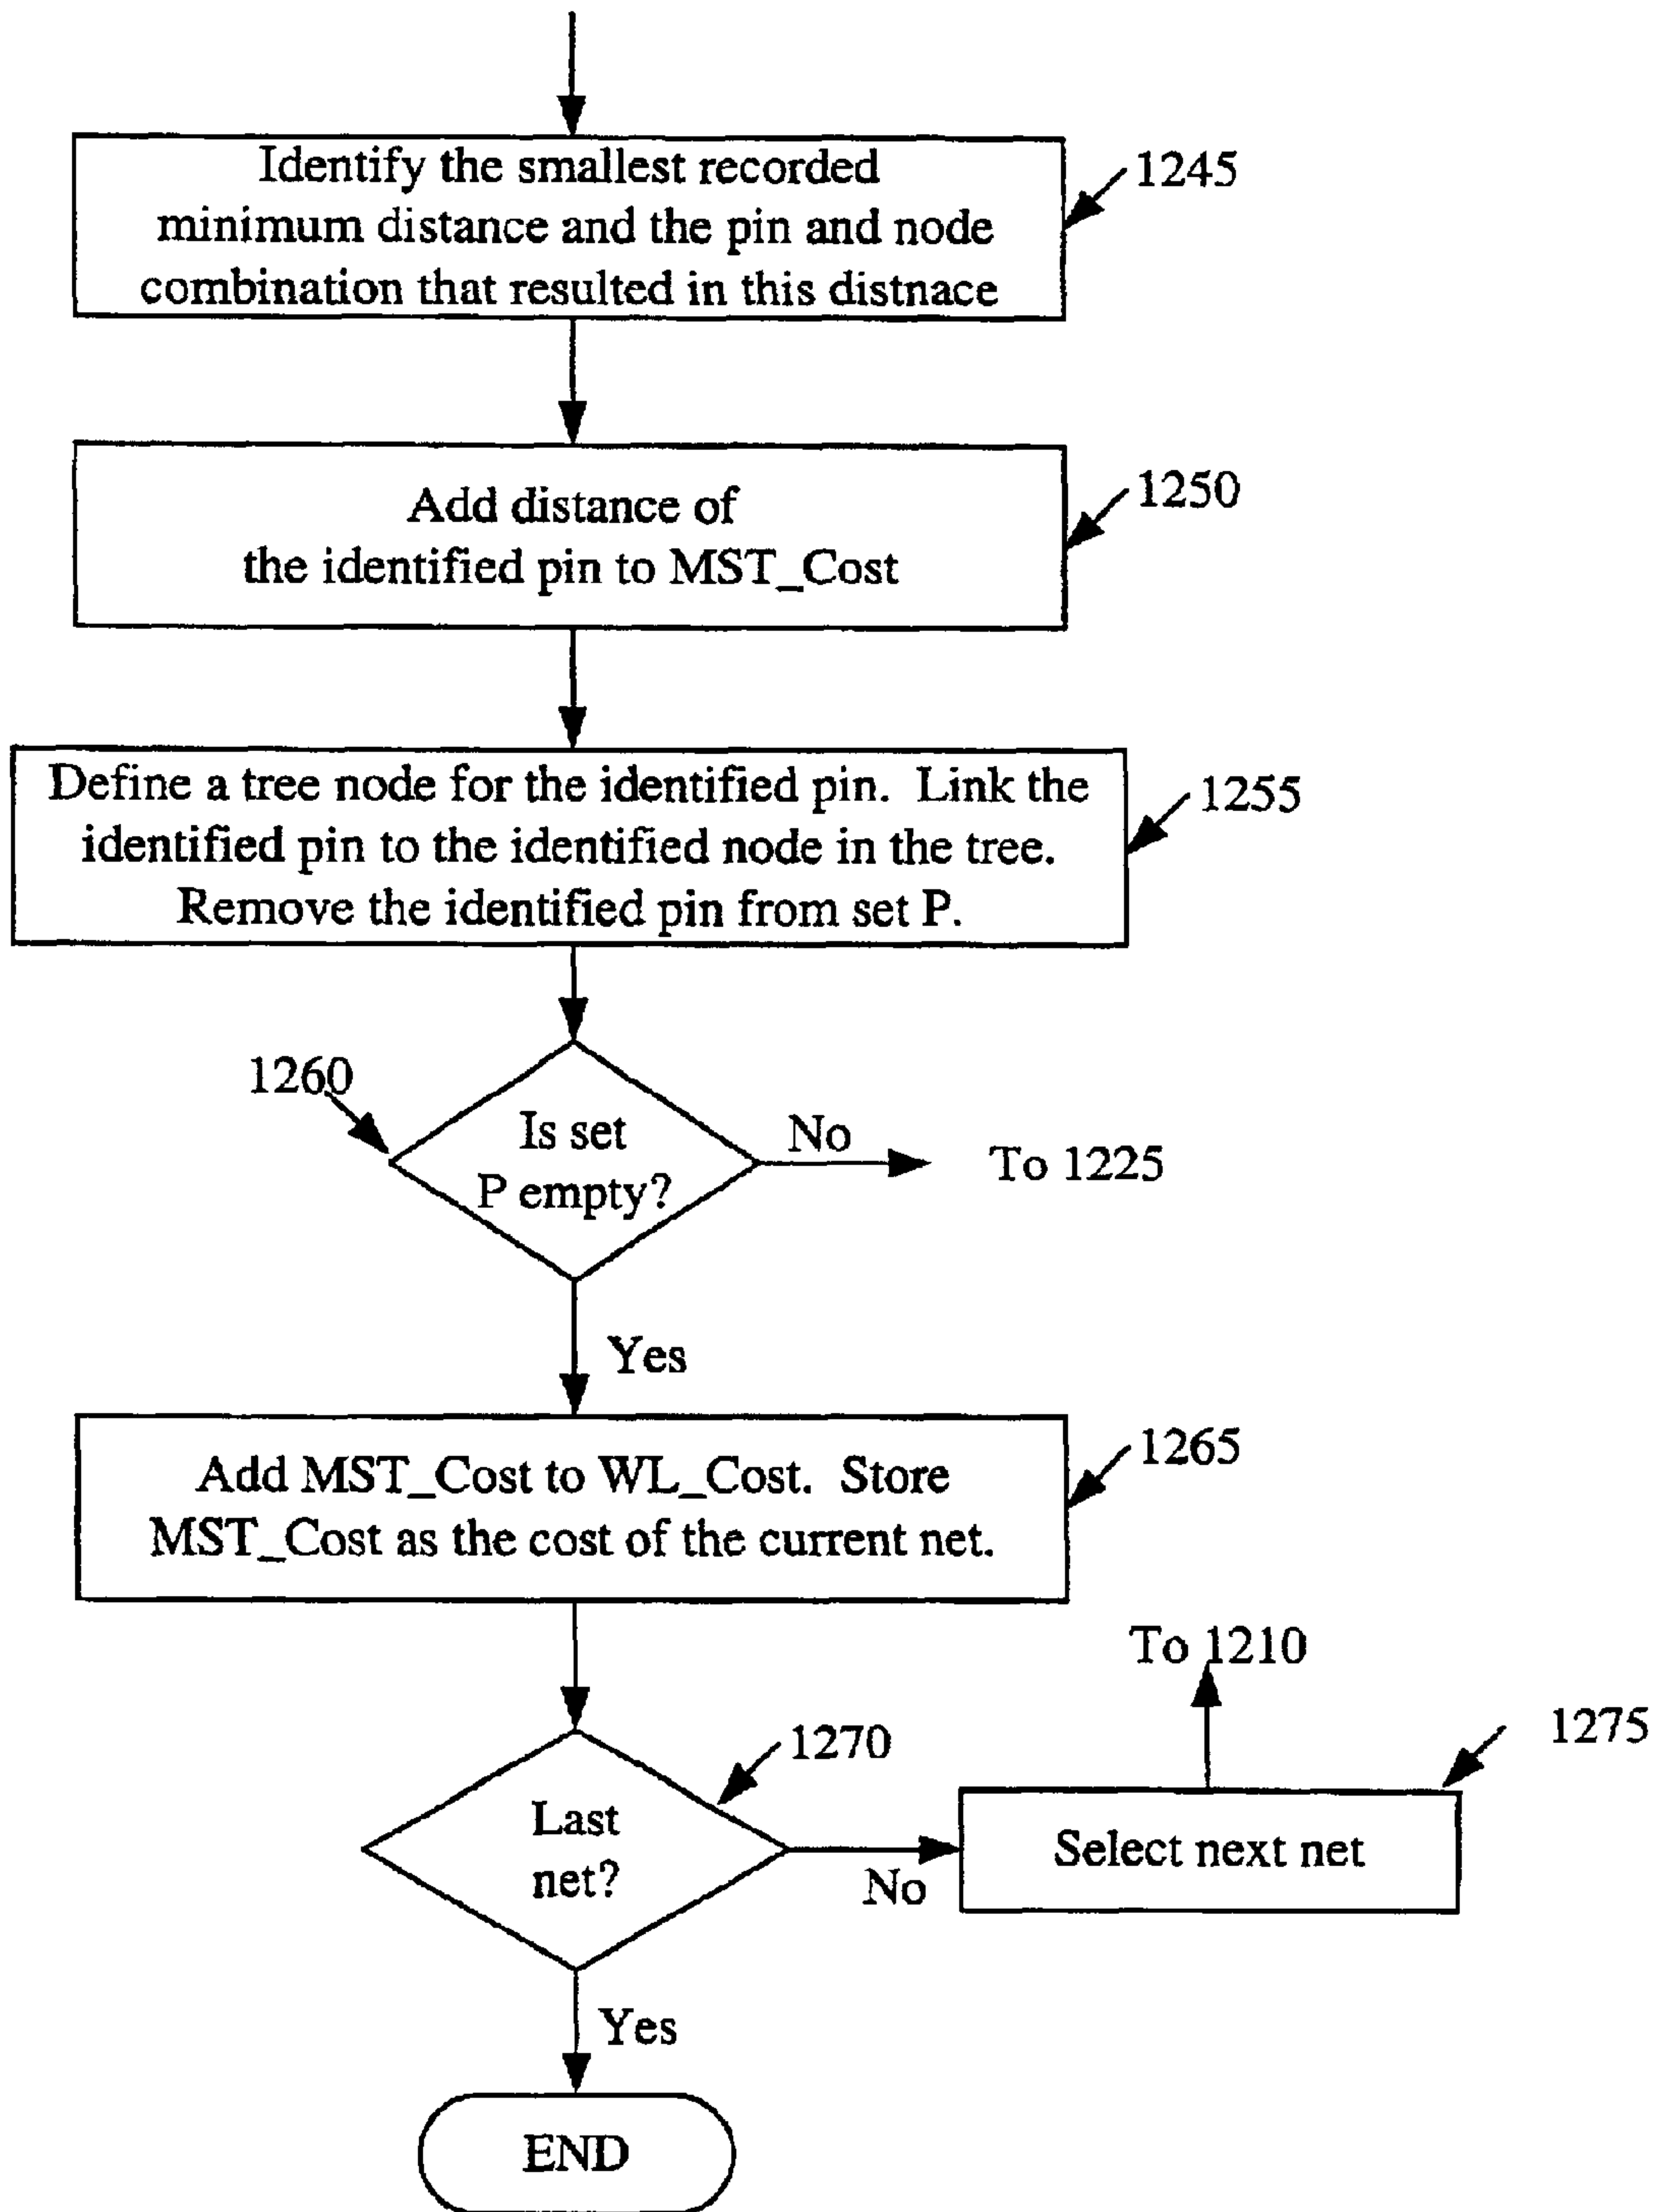 Identify the smallest recorded
minimum distance and the pin and node
combination that resulted in this distnace
1245
Add distance of
the identified pin to MST_Cost
1250
Define a tree node for the identified pin. Link the
identified pin to the identified node in the tree.
Remove the identified pin from set P.
1255
1260
Is set
P empty?
No
To 1225
Yes
Add MST_Cost to WL_Cost. Store
MST_Cost as the cost of the current net.
1265
To 1210
1270
1275
Last
net?
No
Select next net
Yes
END